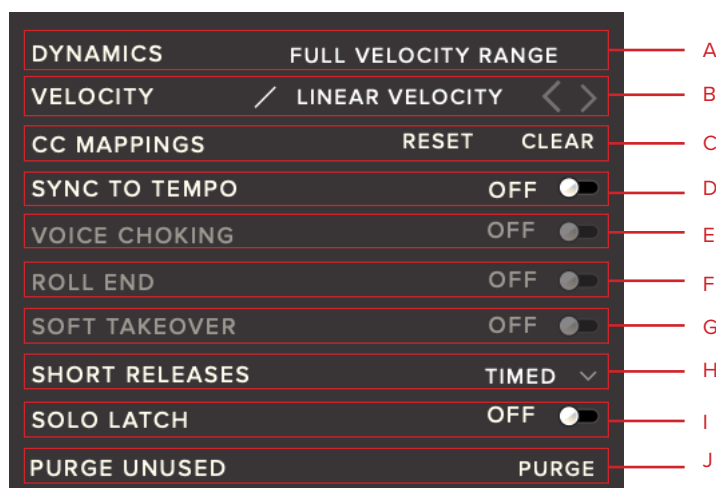 DYNAMICS FULL VELOCITY RANGE A
VELOCITY LINEAR VELOCITY B
CC MAPPINGS RESET CLEAR C
SYNC TO TEMPO OFF D
VOICE CHOKING OFF E
ROLL END OFF F
SOFT TAKEOVER OFF G
SHORT RELEASES TIMED H
SOLO LATCH OFF I
PURGE UNUSED PURGE J